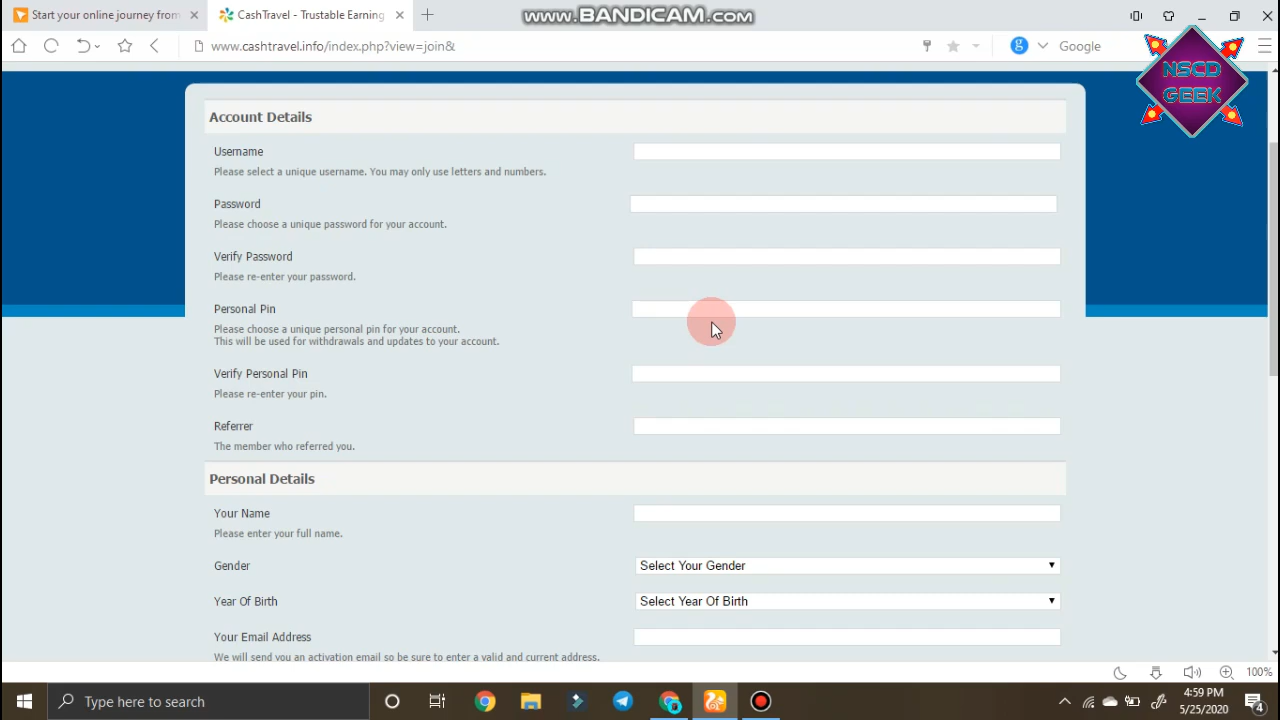 Start your online journey from
CashTravel - Trustable Earning
www.BANDICAM.com
www.cashtravel.info/index.php?view=join&
Google
NSCD
GEEK
Account Details
Username
Please select a unique username. You may only use letters and numbers.
Password
Please choose a unique password for your account.
Verify Password
Please re-enter your password.
Personal Pin
Please choose a unique personal pin for your account.
This will be used for withdrawals and updates to your account.
Verify Personal Pin
Please re-enter your pin.
Referrer
The member who referred you.
Personal Details
Your Name
Please enter your full name.
Gender
Select Your Gender
Year Of Birth
Select Year Of Birth
Your Email Address
We will send you an activation email so be sure to enter a valid and current address.
100%
Type here to search
4:59 PM
5/25/2020
4